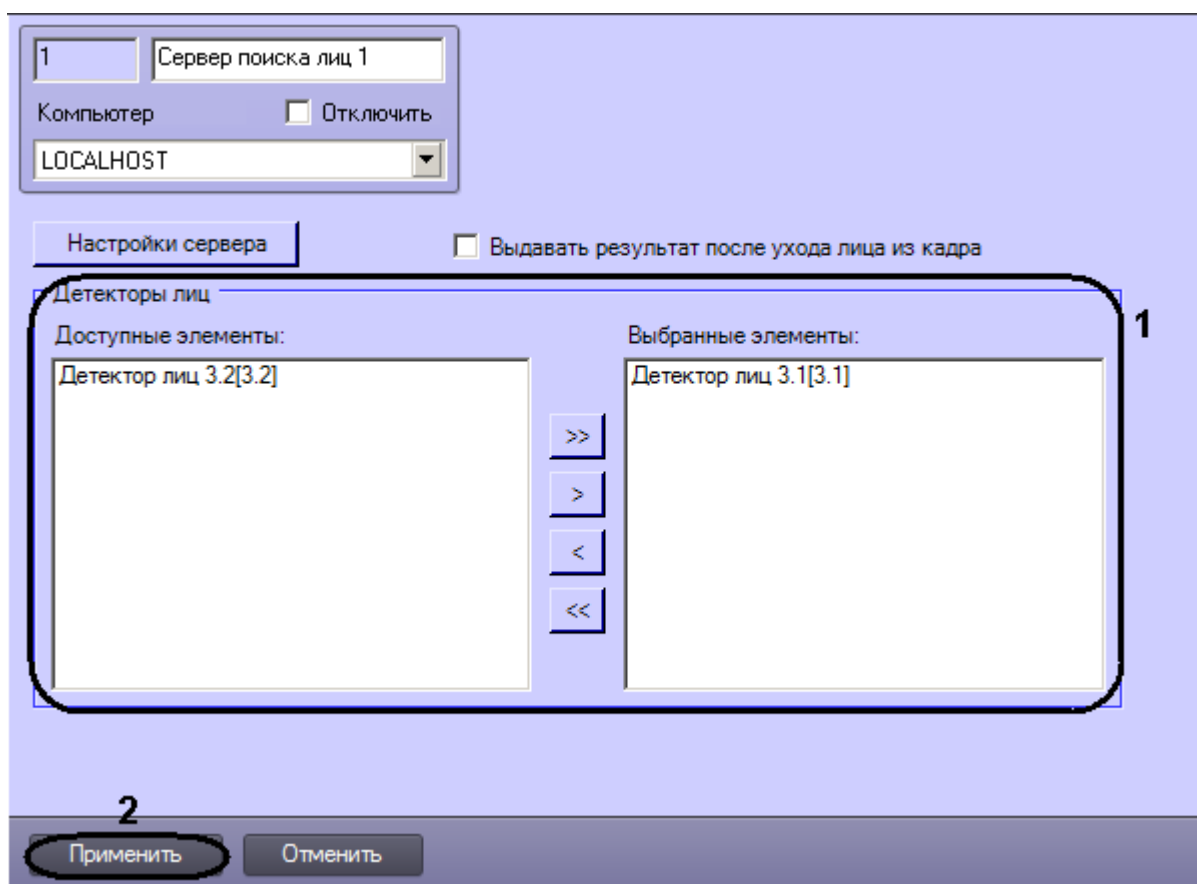 1 Сервер поиска лиц 1
Компьютер Отключить
LOCALHOST
Настройки сервера Выдавать результат после ухода лица из кадра
Детекторы лиц
1
Доступные элементы: Выбранные элементы:
Детектор лиц 3.2[3.2] Детектор лиц 3.1[3.1]
>>
>
<
<<
2
Применить Отменить